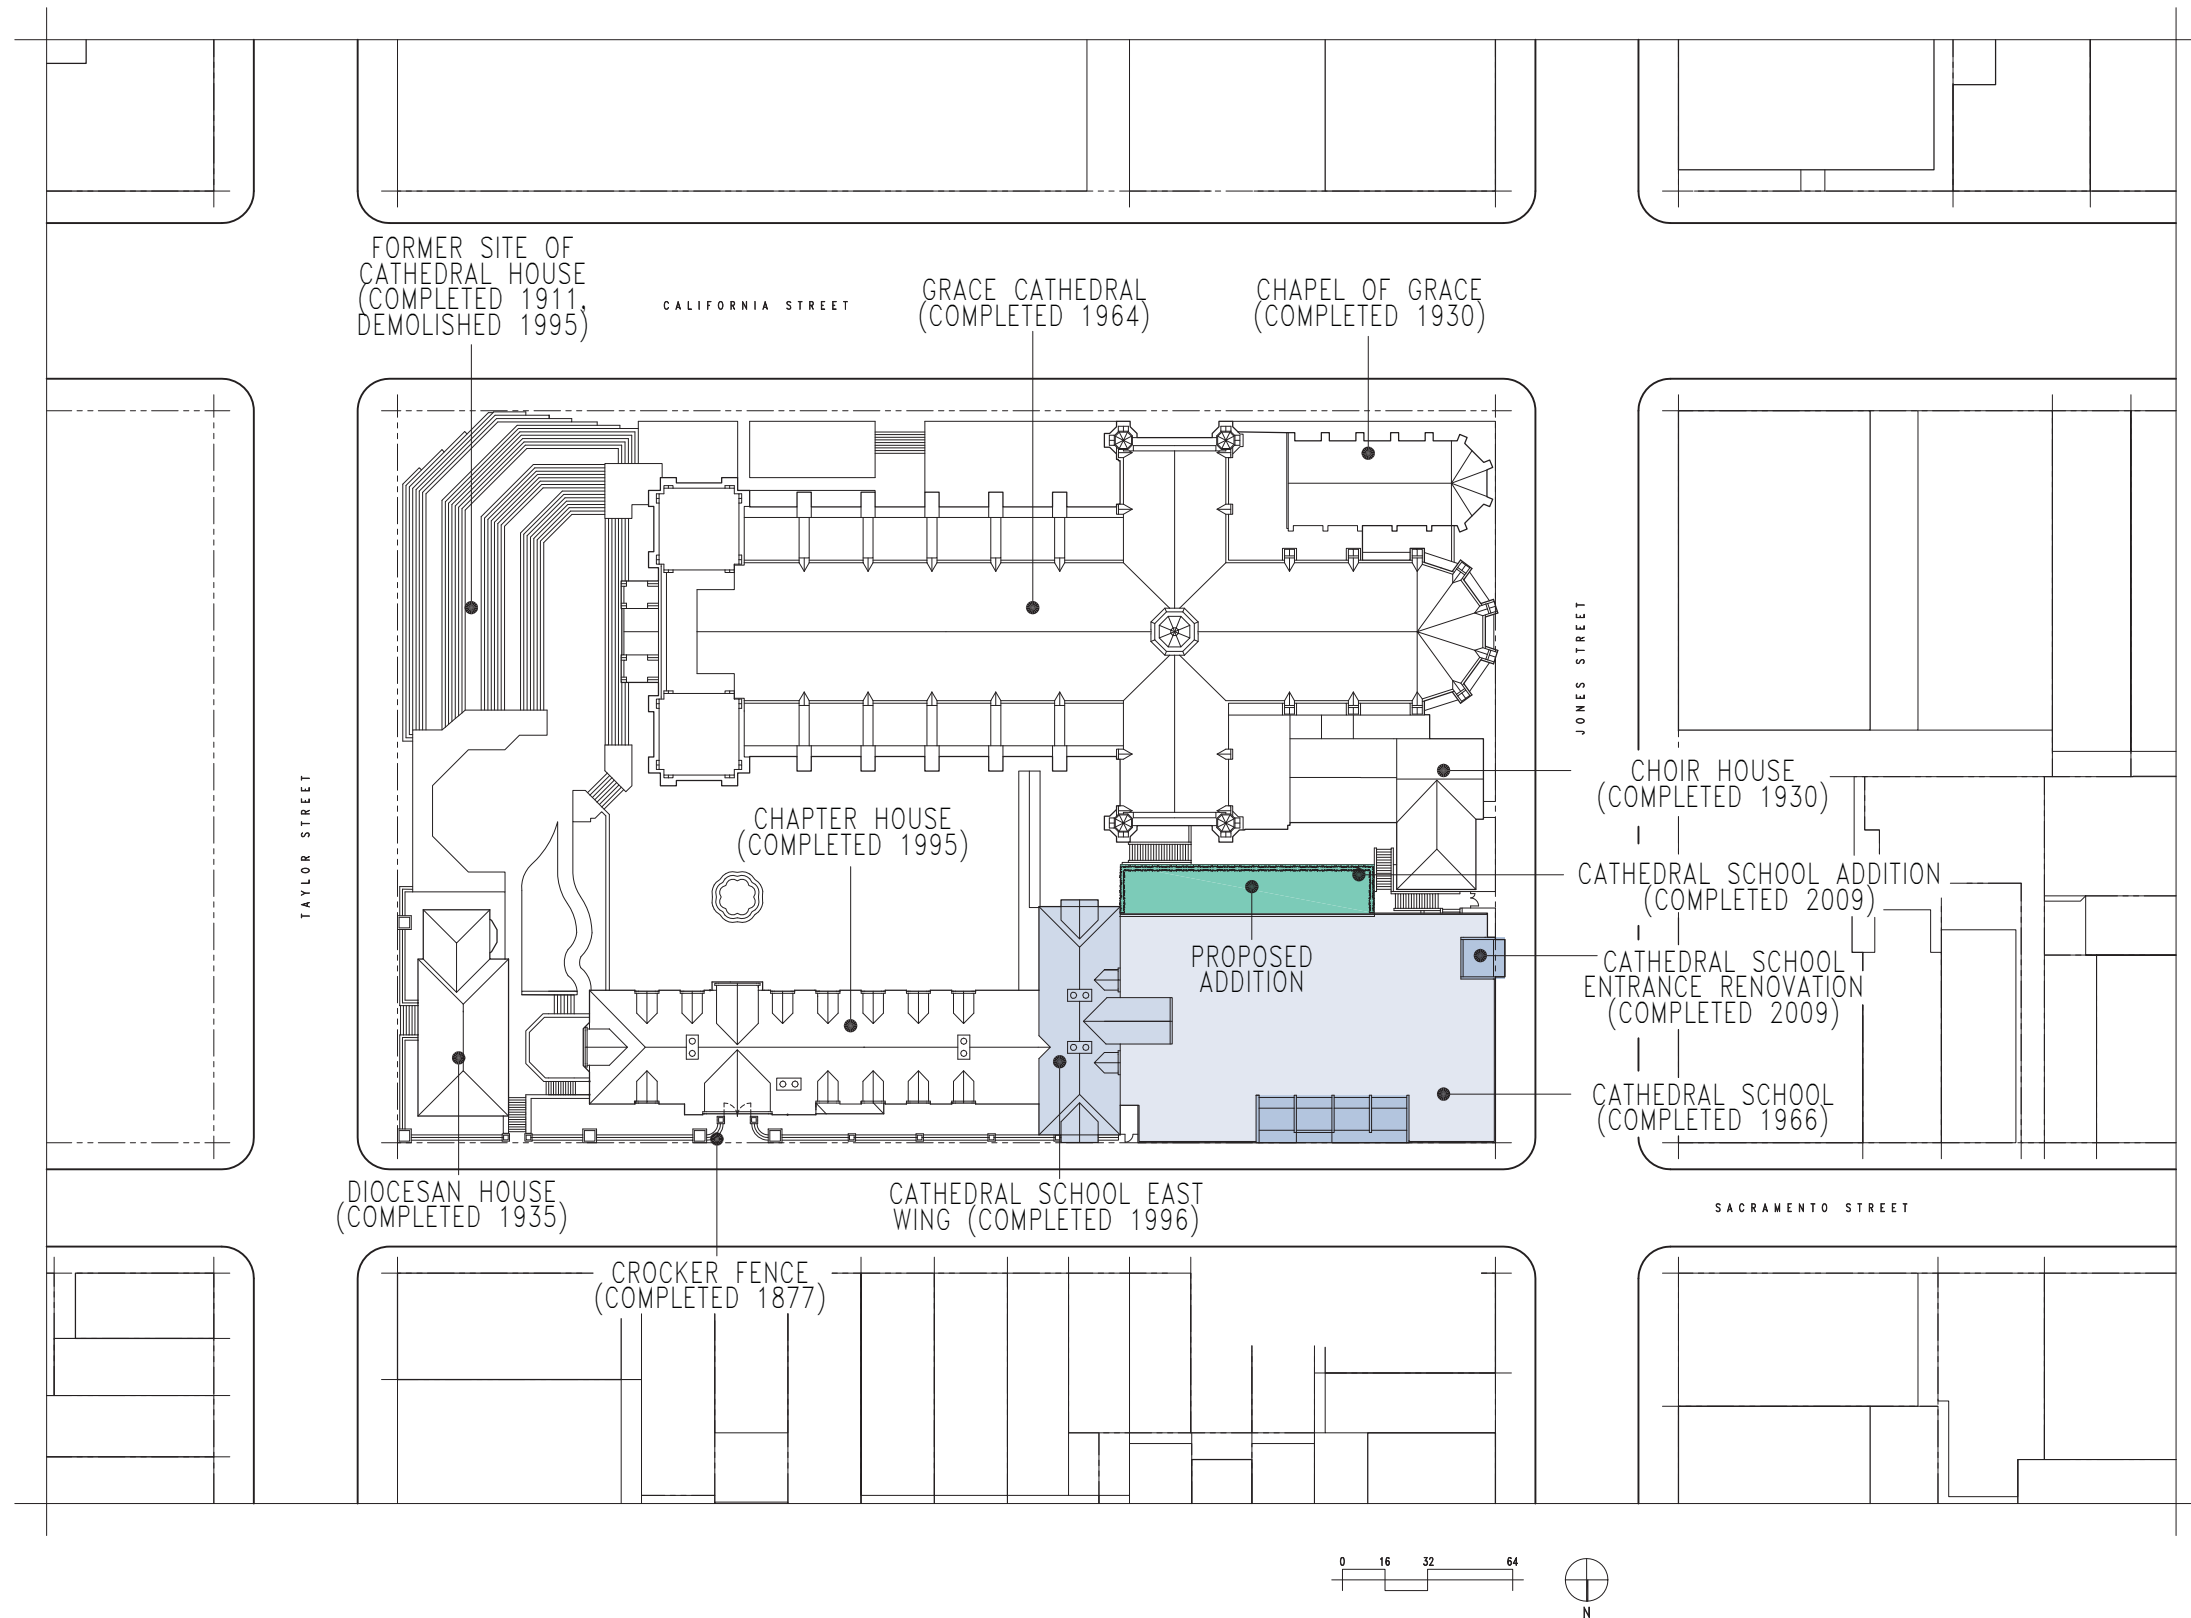 FORMER SITE OF
CATHEDRAL HOUSE
(COMPLETED 1911,
DEMOLISHED 1995)
CALIFORNIA STREET
GRACE CATHEDRAL
(COMPLETED 1964)
CHAPEL OF GRACE
(COMPLETED 1930)
JONES STREET
TAYLOR STREET
CHOIR HOUSE
(COMPLETED 1930)
CHAPTER HOUSE
(COMPLETED 1995)
CATHEDRAL SCHOOL ADDITION
(COMPLETED 2009)
PROPOSED
ADDITION
CATHEDRAL SCHOOL
ENTRANCE RENOVATION
(COMPLETED 2009)
CATHEDRAL SCHOOL
(COMPLETED 1966)
DIOCESAN HOUSE
(COMPLETED 1935)
CATHEDRAL SCHOOL EAST
WING (COMPLETED 1996)
SACRAMENTO STREET
CROCKER FENCE
(COMPLETED 1877)
0 16 32 64
N